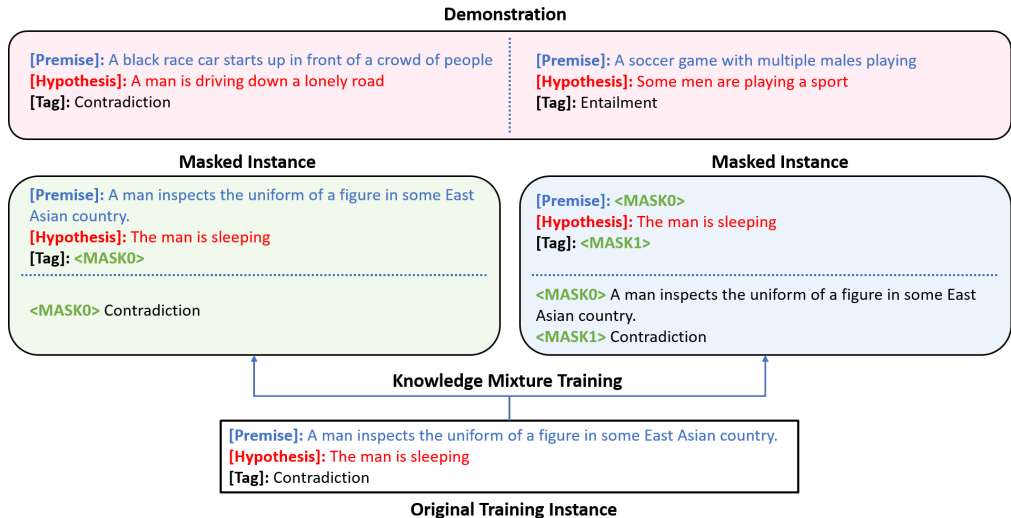 Demonstration
[Premise]: A black race car starts up in front of a crowd of people
[Hypothesis]: A man is driving down a lonely road
[Tag]: Contradiction
[Premise]: A soccer game with multiple males playing
[Hypothesis]: Some men are playing a sport
[Tag]: Entailment
Masked Instance
[Premise]: A man inspects the uniform of a figure in some East
Asian country.
[Hypothesis]: The man is sleeping
[Tag]: <MASK0>
<MASK0> Contradiction
Masked Instance
[Premise]: <MASK0>
[Hypothesis]: The man is sleeping
[Tag]: <MASK1>
<MASK0> A man inspects the uniform of a figure in some East
Asian country.
<MASK1> Contradiction
Knowledge Mixture Training
[Premise]: A man inspects the uniform of a figure in some East Asian country.
[Hypothesis]: The man is sleeping
[Tag]: Contradiction
Original Training Instance